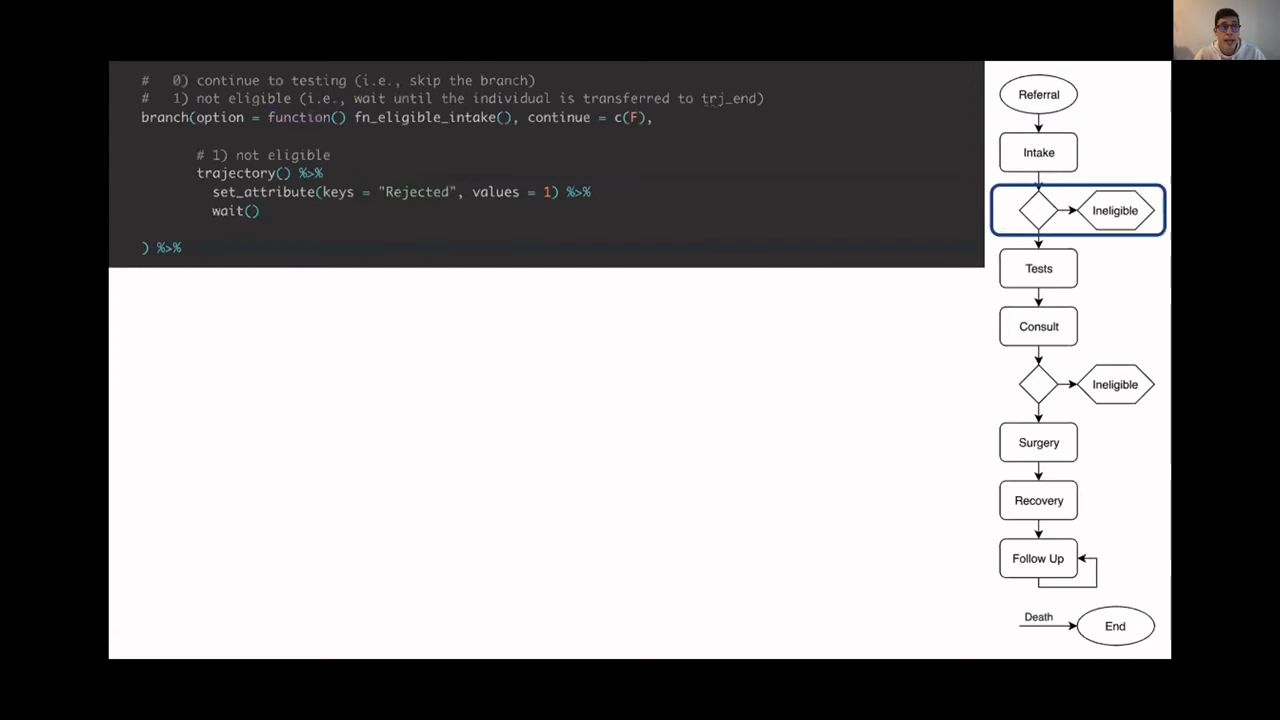 #   0) continue to testing (i.e., skip the branch)
#   1) not eligible (i.e., wait until the individual is transferred to trj_end)
branch(option = function() fn_eligible_intake(), continue = c(F),
# 1) not eligible
trajectory() %>%
set_attribute(keys = "Rejected", values = 1) %>%
wait()
) %>%
Referral
Intake
Ineligible
Tests
Consult
Ineligible
Surgery
Recovery
Follow Up
Death
End